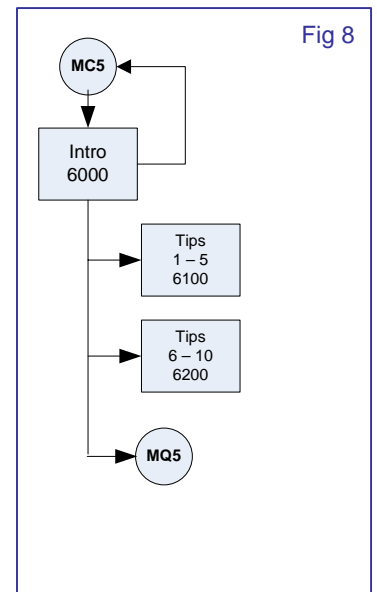 Fig 8
MC5
Intro
6000
Tips
1 – 5
6100
Tips
6 – 10
6200
MQ5